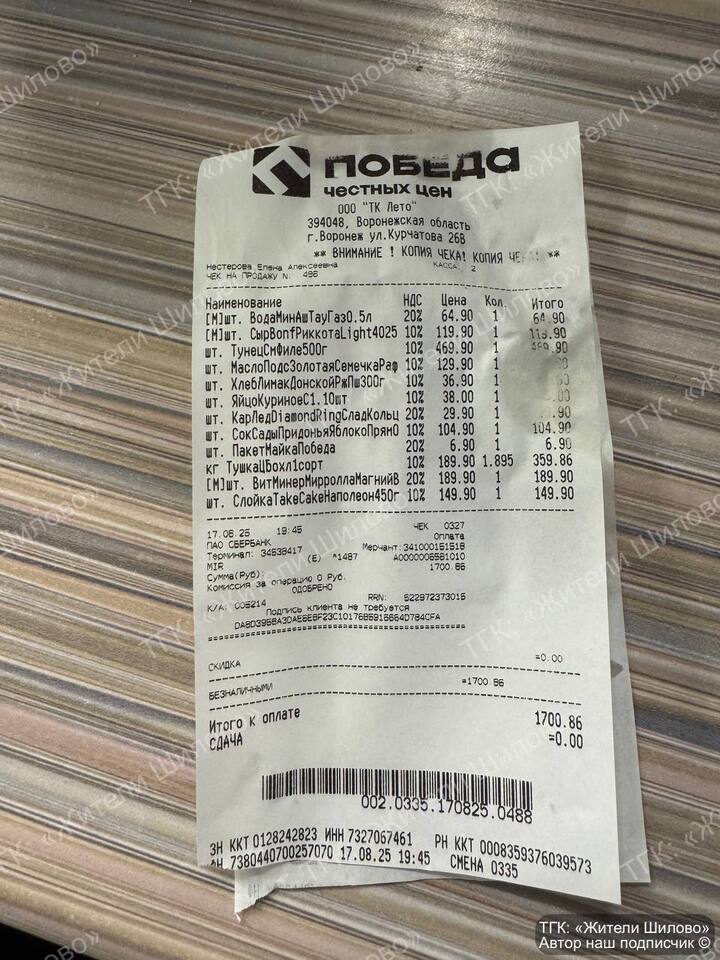 ПОБЕДА
честных цен
ООО "ТК Лето"
394048, Воронежская область
г.Воронеж ул.Курчатова 26В
** ВНИМАНИЕ ! КОПИЯ ЧЕКА! КОПИЯ **
Нестерова Елена Алексеевна КАССА: 2
ЧЕК НА ПРОДАЖУ N: 488
Наименование НДС Цена Кол. Итого
[М]шт. ВодаМинАшТауГаз0.5л 20% 64.90 1 64.90
[М]шт. СырBonfРиккотаLight4025 10% 119.90 1 119.90
шт. ТунецСмФиле500г 10% 469.90 1 469.90
шт. МаслоПодсЗолотаяСемечкаРаф 10% 129.90 1
шт. ХлебЛимакДонскойРжПш300г 10% 36.90 1
шт. ЯйцоКуриноеС1.10шт 10% 38.00 1 .00
шт. КарЛедDiamondRingСладКольц 20% 29.90 1 .90
шт. СокСадыПридоньяЯблокоПрямО 10% 104.90 1 104.90
шт. ПакетМайкаПобеда 20% 6.90 1 6.90
кг ТушкаЦБохл1сорт 10% 189.90 1.895 359.86
[М]шт. ВитМинерМирролаМагнийВ 20% 189.90 1 189.90
шт. СлойкаTakeCakeНаполеон450г 10% 149.90 1 149.90
17.08.25 19:45 ЧЕК 0327
ПАО СБЕРБАНК Оплата
Терминал: 34538417 Мерчант: 341000151518
MIR (E) ^1487 A0000006581010
Сумма(Руб): 1700.86
Комиссия за операцию 0 Руб.
ОДОБРЕНО
К/А: 005214 RRN: 522972373015
Подпись клиента не требуется
СКИДКА =0.00
БЕЗНАЛИЧНЫМИ =1700.86
Итого к оплате 1700.86
СДАЧА =0.00
002.0335.170825.0488
ЗН ККТ 0128242823 ИНН 7327067461 РН ККТ 0008359376039573
7380440700257070 17.08.25 19:45 СМЕНА 0335
ТГК: «Жители Шилово»
Автор наш подписчик ©